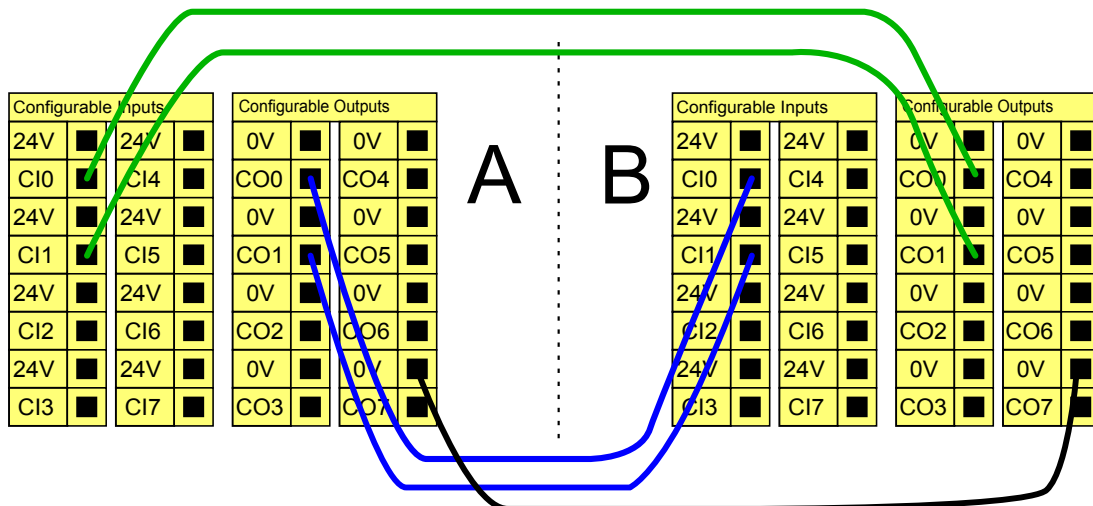 Configurable Inputs
24V 24V
CI0 CI4
24V 24V
CI1 CI5
24V 24V
CI2 CI6
24V 24V
CI3 CI7
Configurable Outputs
0V 0V
CO0 CO4
0V 0V
CO1 CO5
0V 0V
CO2 CO6
0V 0V
CO3 CO7
A
B
Configurable Inputs
24V 24V
CI0 CI4
24V 24V
CI1 CI5
24V 24V
CI2 CI6
24V 24V
CI3 CI7
Configurable Outputs
0V 0V
CO0 CO4
0V 0V
CO1 CO5
0V 0V
CO2 CO6
0V 0V
CO3 CO7